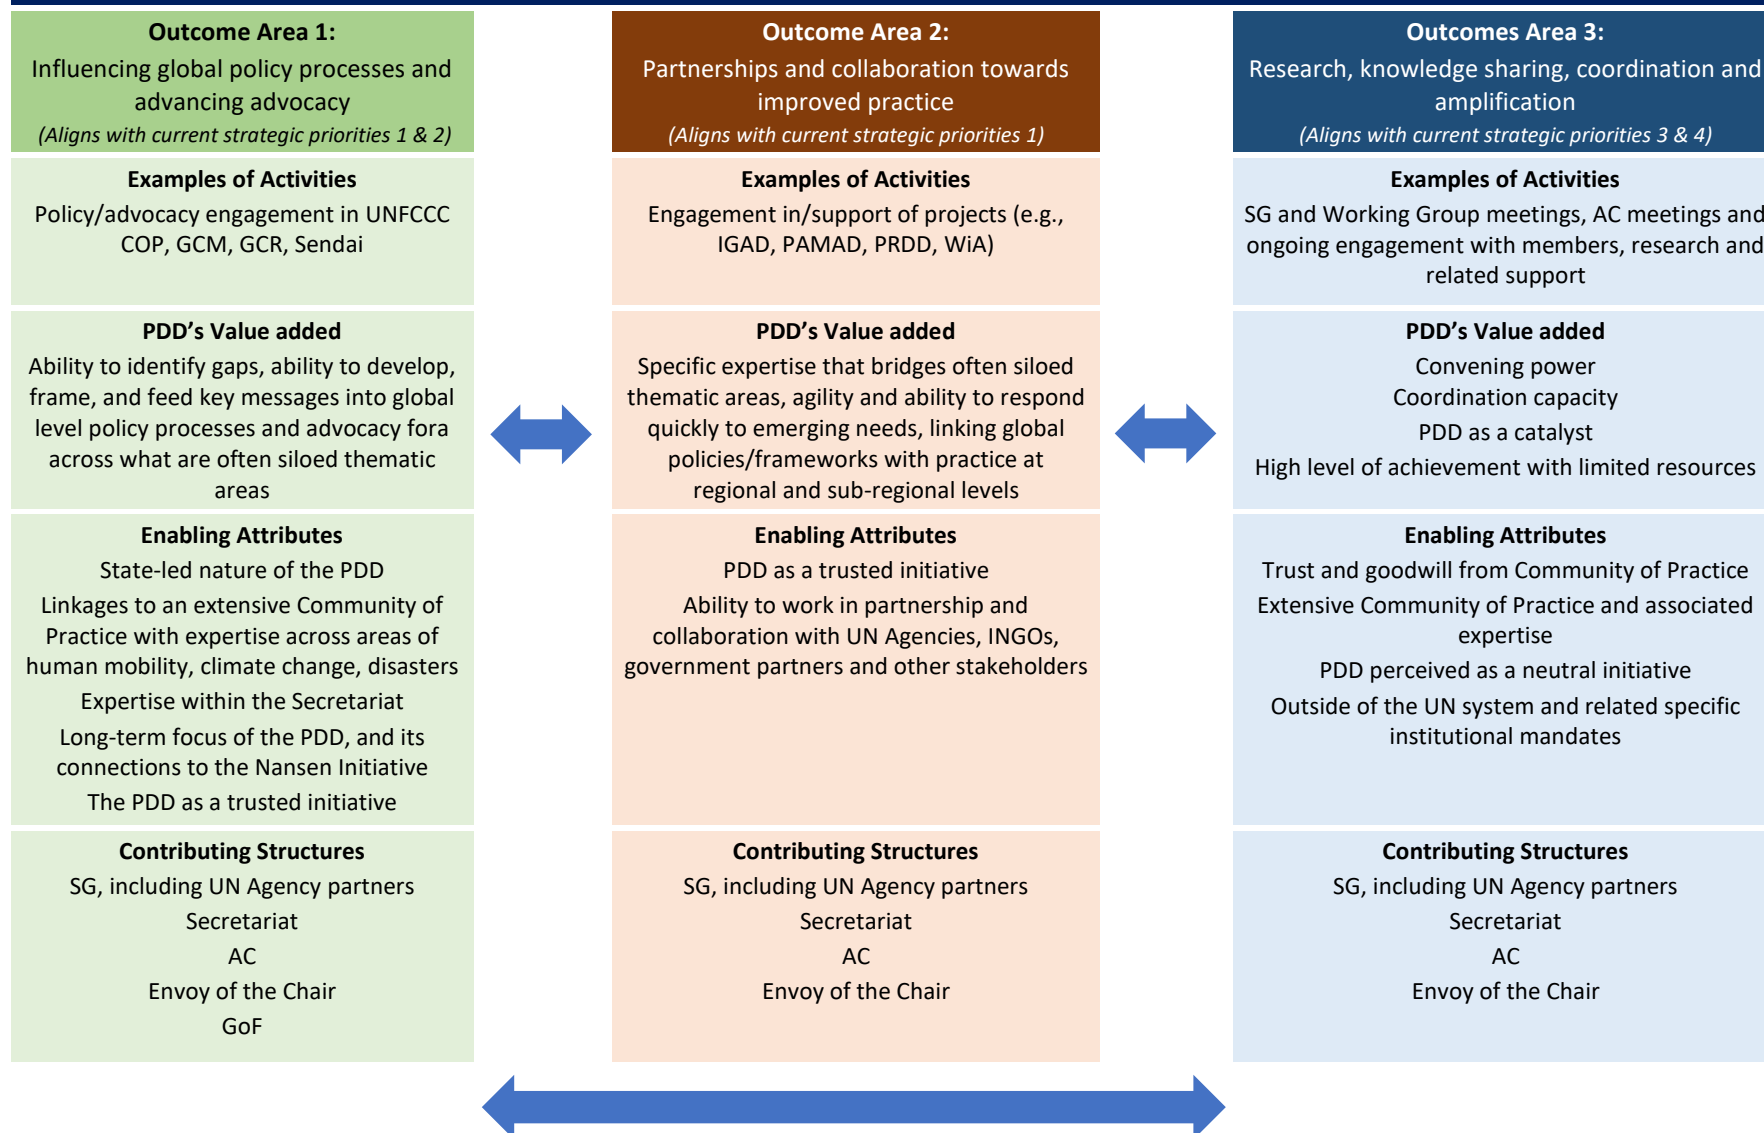 Outcome Area 1:
Influencing global policy processes and
advancing advocacy
(Aligns with current strategic priorities 1 & 2)
Examples of Activities
Policy/advocacy engagement in UNFCCC
COP, GCM, GCR, Sendai
PDD’s Value added
Ability to identify gaps, ability to develop,
frame, and feed key messages into global
level policy processes and advocacy fora
across what are often siloed thematic
areas
Enabling Attributes
State-led nature of the PDD
Linkages to an extensive Community of
Practice with expertise across areas of
human mobility, climate change, disasters
Expertise within the Secretariat
Long-term focus of the PDD, and its
connections to the Nansen Initiative
The PDD as a trusted initiative
Contributing Structures
SG, including UN Agency partners
Secretariat
AC
Envoy of the Chair
GoF
Outcome Area 2:
Partnerships and collaboration towards
improved practice
(Aligns with current strategic priorities 1)
Examples of Activities
Engagement in/support of projects (e.g.,
IGAD, PAMAD, PRDD, WiA)
PDD’s Value added
Specific expertise that bridges often siloed
thematic areas, agility and ability to respond
quickly to emerging needs, linking global
policies/frameworks with practice at
regional and sub-regional levels
Enabling Attributes
PDD as a trusted initiative
Ability to work in partnership and
collaboration with UN Agencies, INGOs,
government partners and other stakeholders
Contributing Structures
SG, including UN Agency partners
Secretariat
AC
Envoy of the Chair
Outcomes Area 3:
Research, knowledge sharing, coordination and
amplification
(Aligns with current strategic priorities 3 & 4)
Examples of Activities
SG and Working Group meetings, AC meetings and
ongoing engagement with members, research and
related support
PDD’s Value added
Convening power
Coordination capacity
PDD as a catalyst
High level of achievement with limited resources
Enabling Attributes
Trust and goodwill from Community of Practice
Extensive Community of Practice and associated
expertise
PDD perceived as a neutral initiative
Outside of the UN system and related specific
institutional mandates
Contributing Structures
SG, including UN Agency partners
Secretariat
AC
Envoy of the Chair